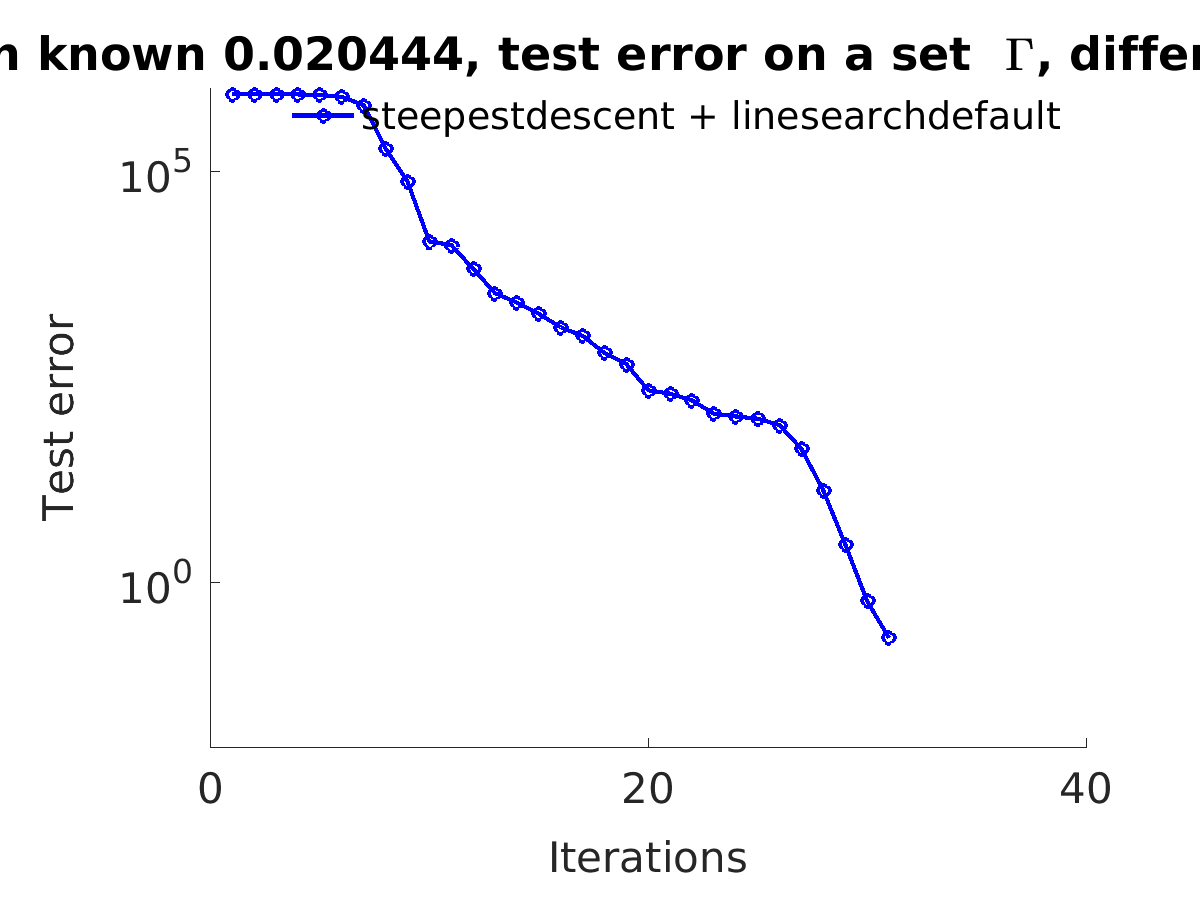 n known 0.020444, test error on a set Γ, differ
steepestdescent + linesearchdefault
10^5
10^0
Test error
0 20 40
Iterations